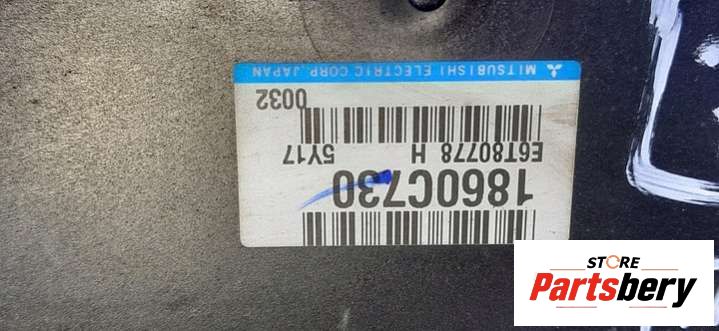 1860C730
E6T80778 H 5Y17
0032
MITSUBISHI ELECTRIC CORP. JAPAN
STORE
Partsbery